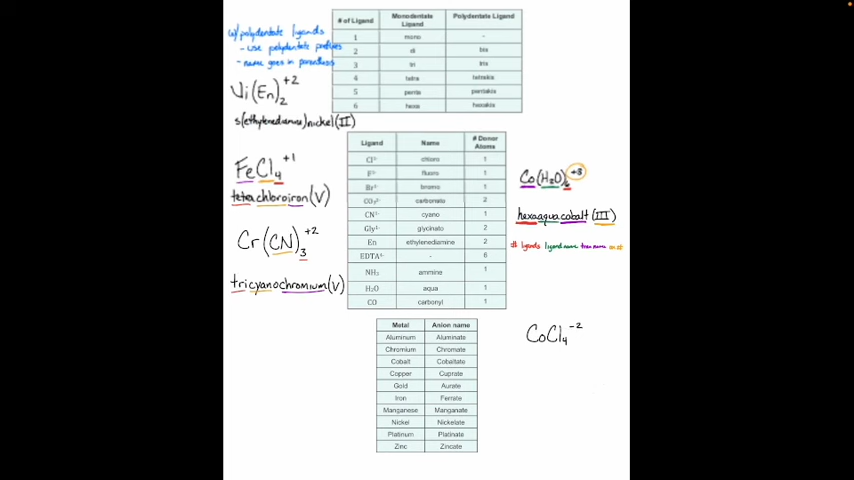 w/ polydentate ligands
- use polydentate prefixes
- name goes in parenthesis
# of Ligand Monodentate Ligand Polydentate Ligand
1 mono -
2 di bis
3 tri tris
4 tetra tetrakis
5 penta pentakis
6 hexa hexakis
Ni(En)₂⁺²
s(ethylenediamine)nickel(II)
FeCl₄⁺¹
tetrachloroiron(V)
Cr(CN)₃⁺²
tricyanochromium(V)
Ligand Name # Donor Atoms
Cl¹⁻ chloro 1
F¹⁻ fluoro 1
Br¹⁻ bromo 1
CO₃²⁻ carbonato 2
CN¹⁻ cyano 1
Gly¹⁻ glycinato 2
En ethylenediamine 2
EDTA⁴⁻ - 6
NH₃ ammine 1
H₂O aqua 1
CO carbonyl 1
Co(H₂O)₆⁺³
hexaaquacobalt(III)
# ligands ligand name trans name
CoCl₄⁻²
Metal Anion name
Aluminum Aluminate
Chromium Chromate
Cobalt Cobaltate
Copper Cuprate
Gold Aurate
Iron Ferrate
Manganese Manganate
Nickel Nickelate
Platinum Platinate
Zinc Zincate